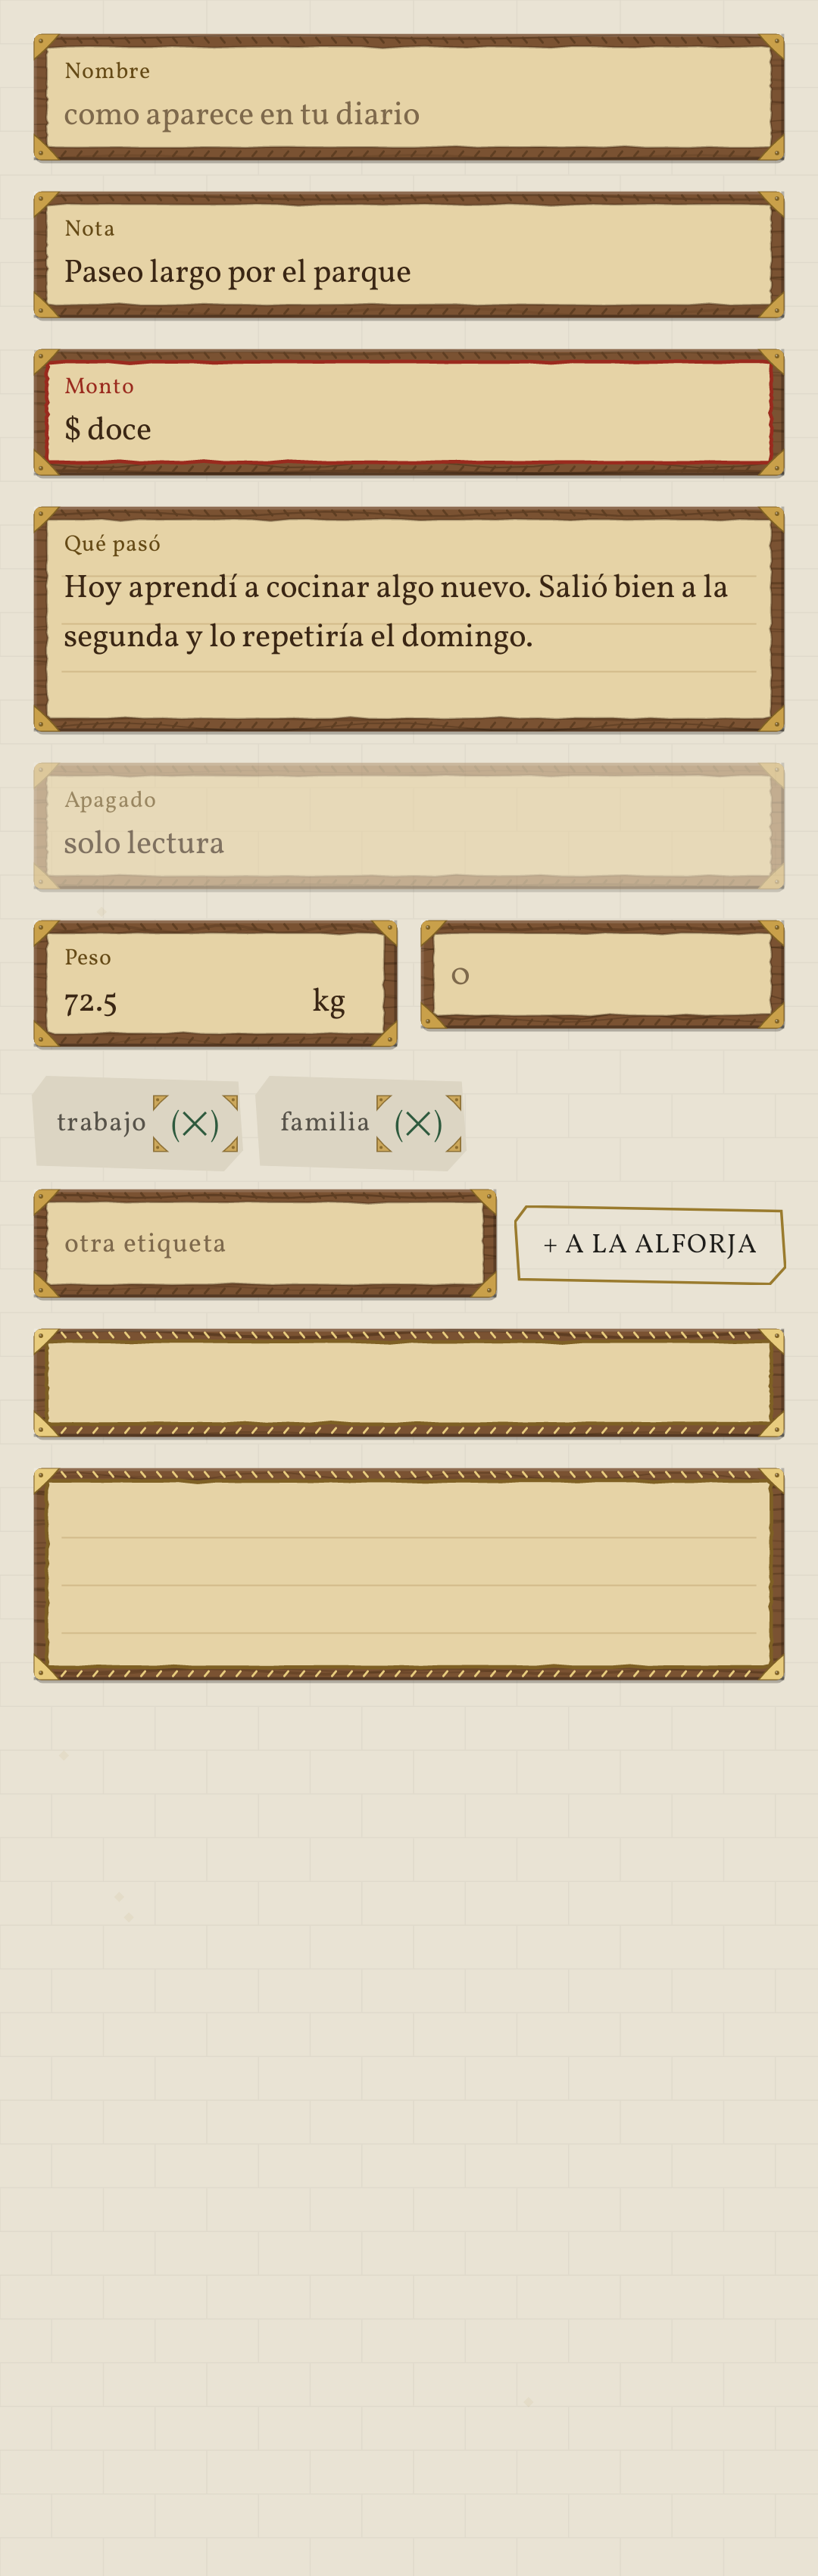 Nombre
como aparece en tu diario
Nota
Paseo largo por el parque
Monto
$ doce
Qué pasó
Hoy aprendí a cocinar algo nuevo. Salió bien a la
segunda y lo repetiría el domingo.
Apagado
solo lectura
Peso
72.5 kg
0
trabajo (×) familia (×)
otra etiqueta
+ A LA ALFORJA